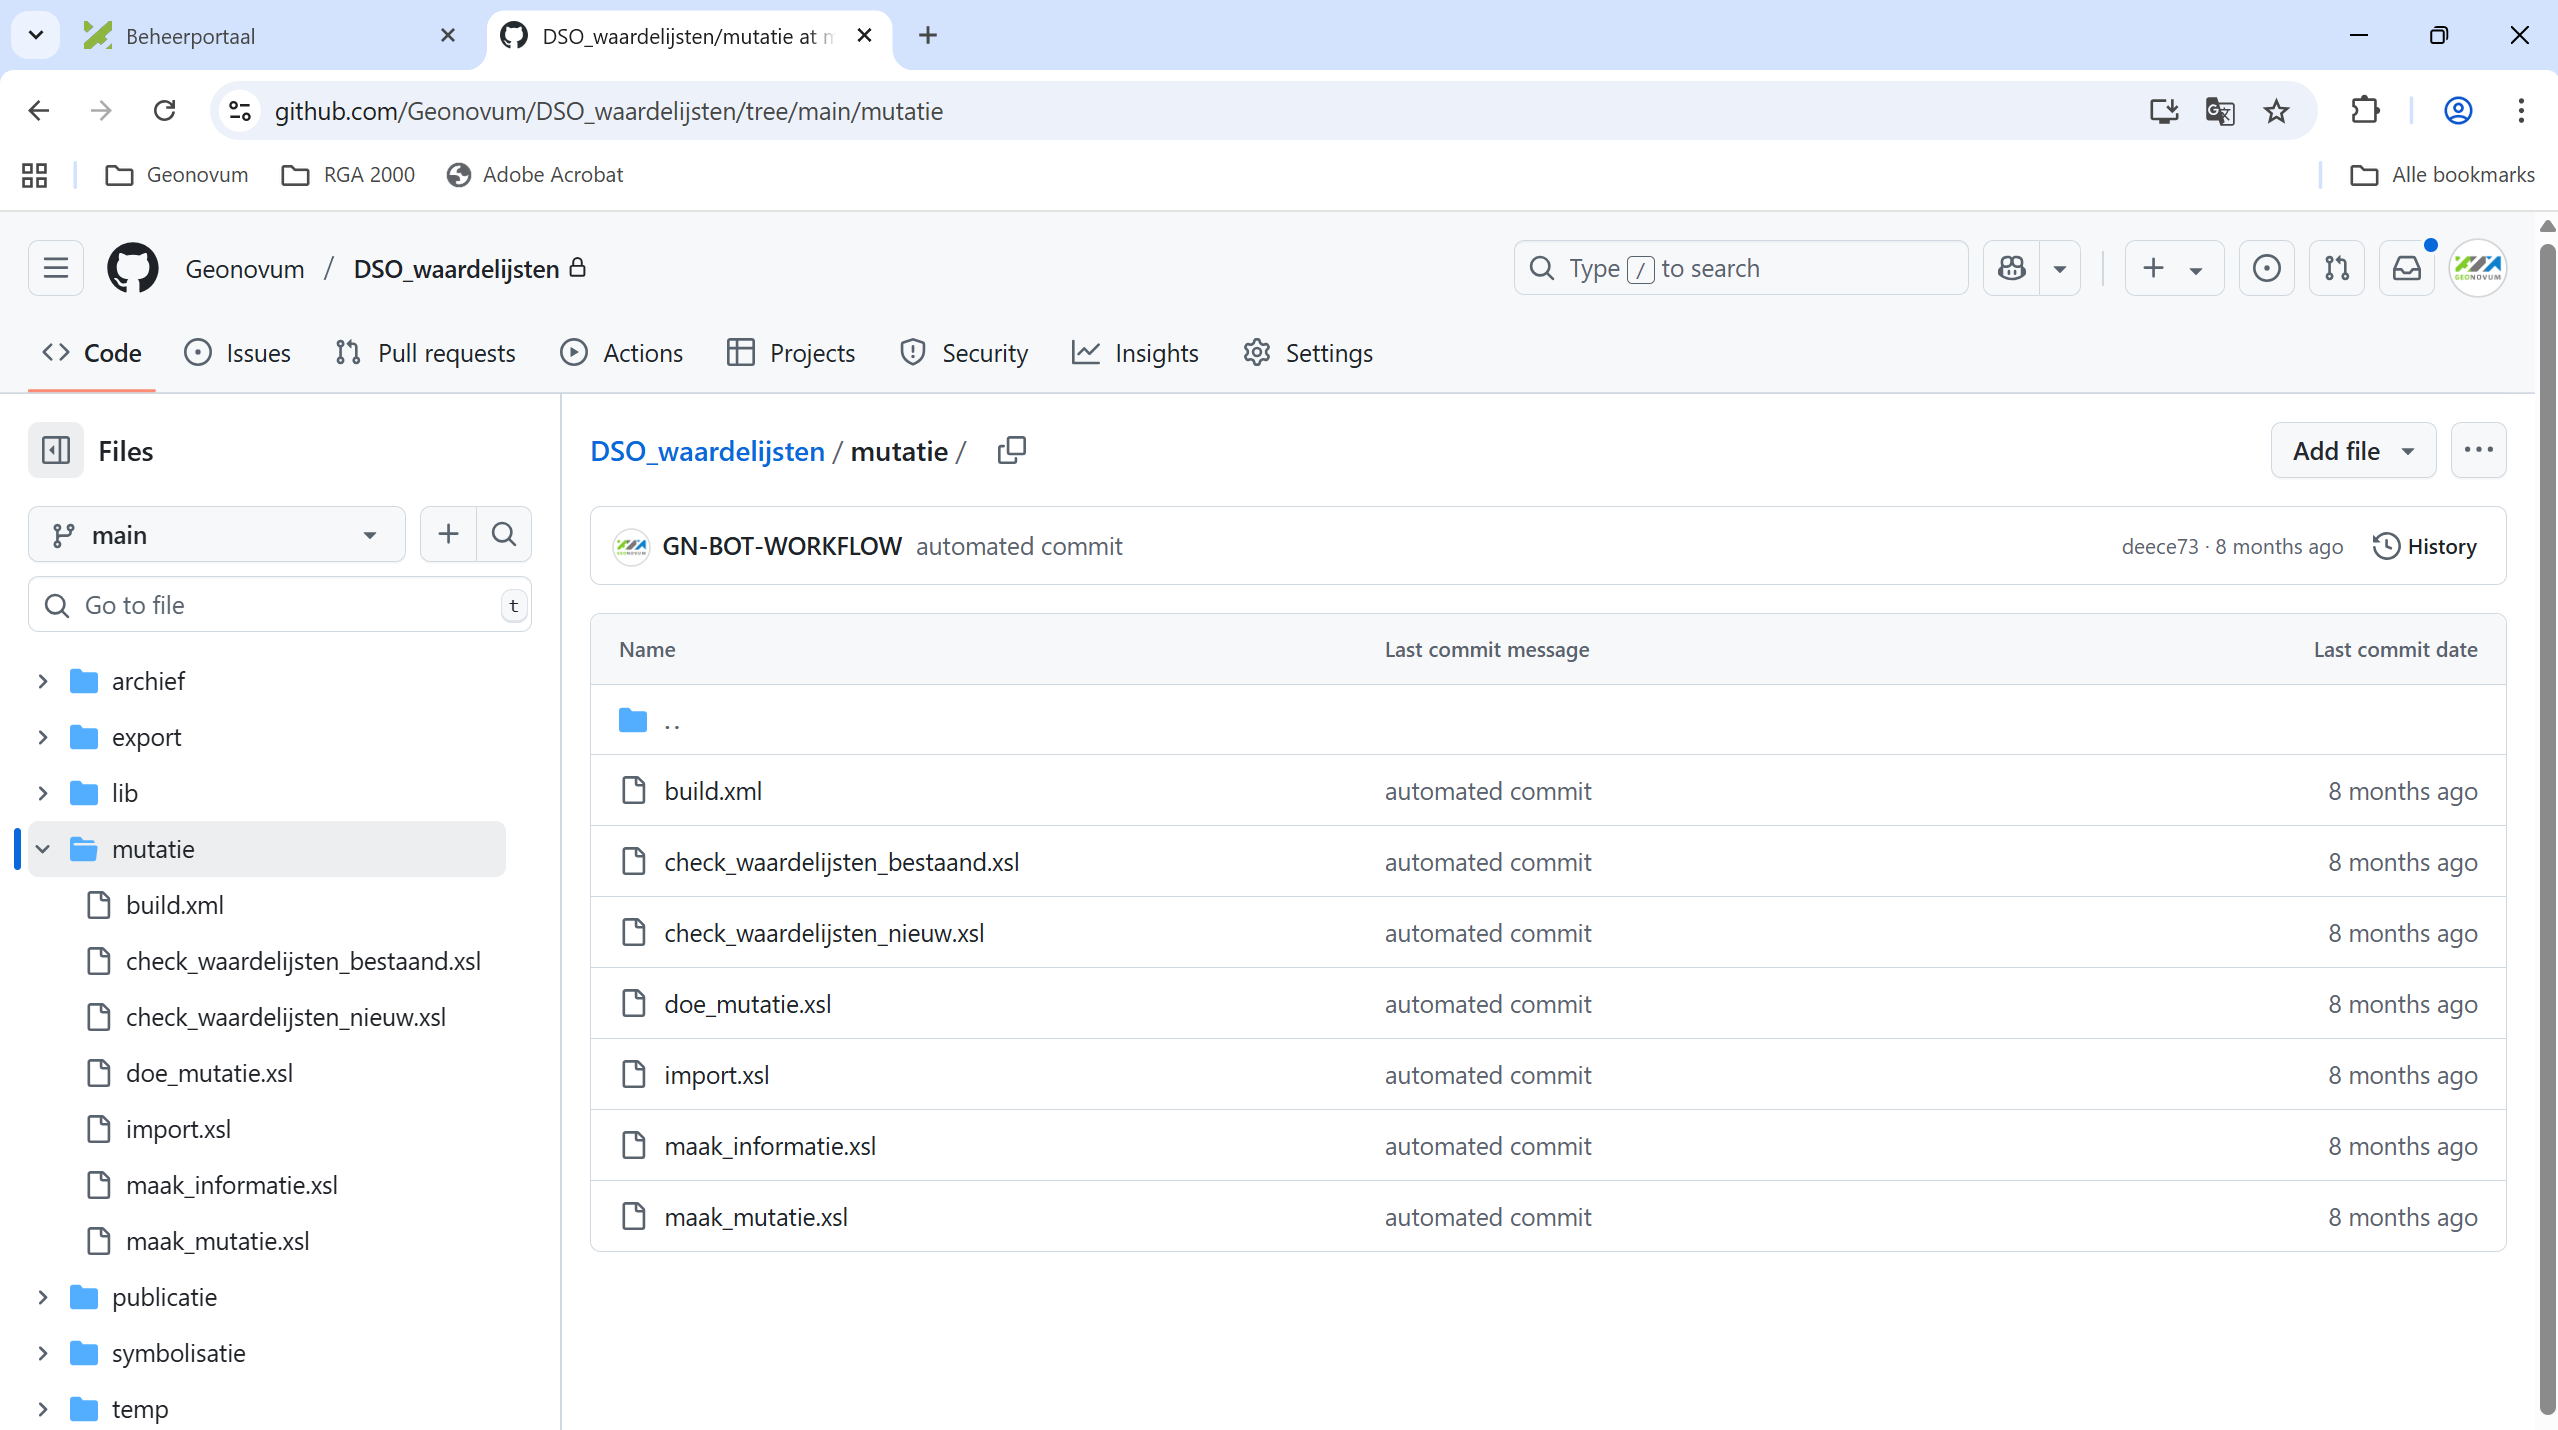 Beheerportaal
DSO_waardelijsten/mutatie at m
github.com/Geonovum/DSO_waardelijsten/tree/main/mutatie
Geonovum
RGA 2000
Adobe Acrobat
Alle bookmarks
Geonovum / DSO_waardelijsten
Type / to search
Code
Issues
Pull requests
Actions
Projects
Security
Insights
Settings
Files
main
Go to file
t
archief
export
lib
mutatie
build.xml
check_waardelijsten_bestaand.xsl
check_waardelijsten_nieuw.xsl
doe_mutatie.xsl
import.xsl
maak_informatie.xsl
maak_mutatie.xsl
publicatie
symbolisatie
temp
DSO_waardelijsten / mutatie /
Add file
GN-BOT-WORKFLOW automated commit
deece73 · 8 months ago
History
Name Last commit message Last commit date
..
build.xml automated commit 8 months ago
check_waardelijsten_bestaand.xsl automated commit 8 months ago
check_waardelijsten_nieuw.xsl automated commit 8 months ago
doe_mutatie.xsl automated commit 8 months ago
import.xsl automated commit 8 months ago
maak_informatie.xsl automated commit 8 months ago
maak_mutatie.xsl automated commit 8 months ago